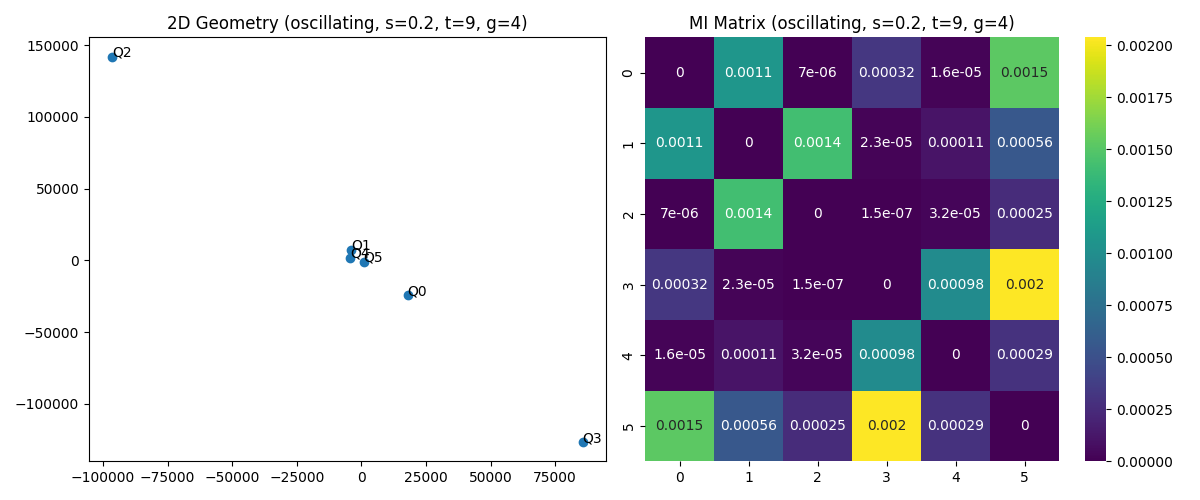 2D Geometry (oscillating, s=0.2, t=9, g=4)
150000
100000
50000
0
−50000
−100000
−100000 −75000 −50000 −25000 0 25000 50000 75000
Q2
Q1
Q4
Q5
Q0
Q3
MI Matrix (oscillating, s=0.2, t=9, g=4)
0 0 0.0011 7e-06 0.00032 1.6e-05 0.0015
1 0.0011 0 0.0014 2.3e-05 0.00011 0.00056
2 7e-06 0.0014 0 1.5e-07 3.2e-05 0.00025
3 0.00032 2.3e-05 1.5e-07 0 0.00098 0.002
4 1.6e-05 0.00011 3.2e-05 0.00098 0 0.00029
5 0.0015 0.00056 0.00025 0.002 0.00029 0
0 1 2 3 4 5
0.00200
0.00175
0.00150
0.00125
0.00100
0.00075
0.00050
0.00025
0.00000